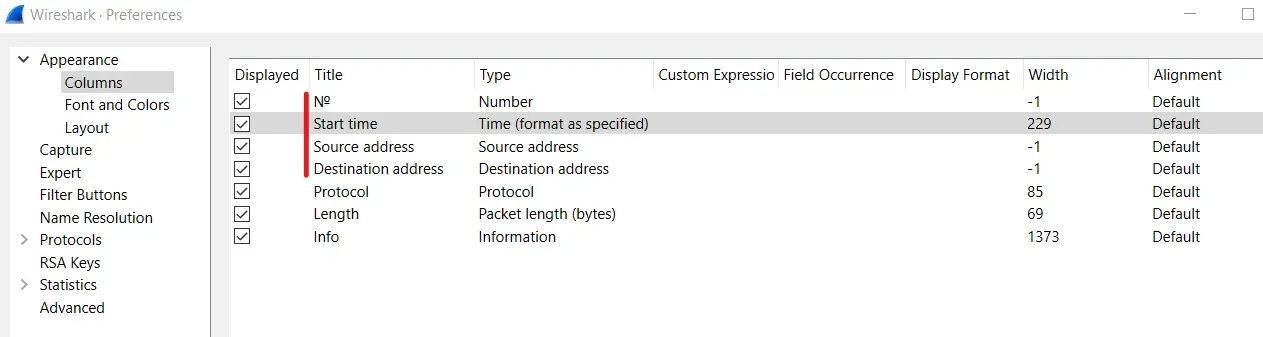 Wireshark · Preferences
Appearance
Columns
Font and Colors
Layout
Capture
Expert
Filter Buttons
Name Resolution
Protocols
RSA Keys
Statistics
Advanced
Displayed Title Type Custom Expressio Field Occurrence Display Format Width Alignment
Nº Number -1 Default
Start time Time (format as specified) 229 Default
Source address Source address -1 Default
Destination address Destination address -1 Default
Protocol Protocol 85 Default
Length Packet length (bytes) 69 Default
Info Information 1373 Default